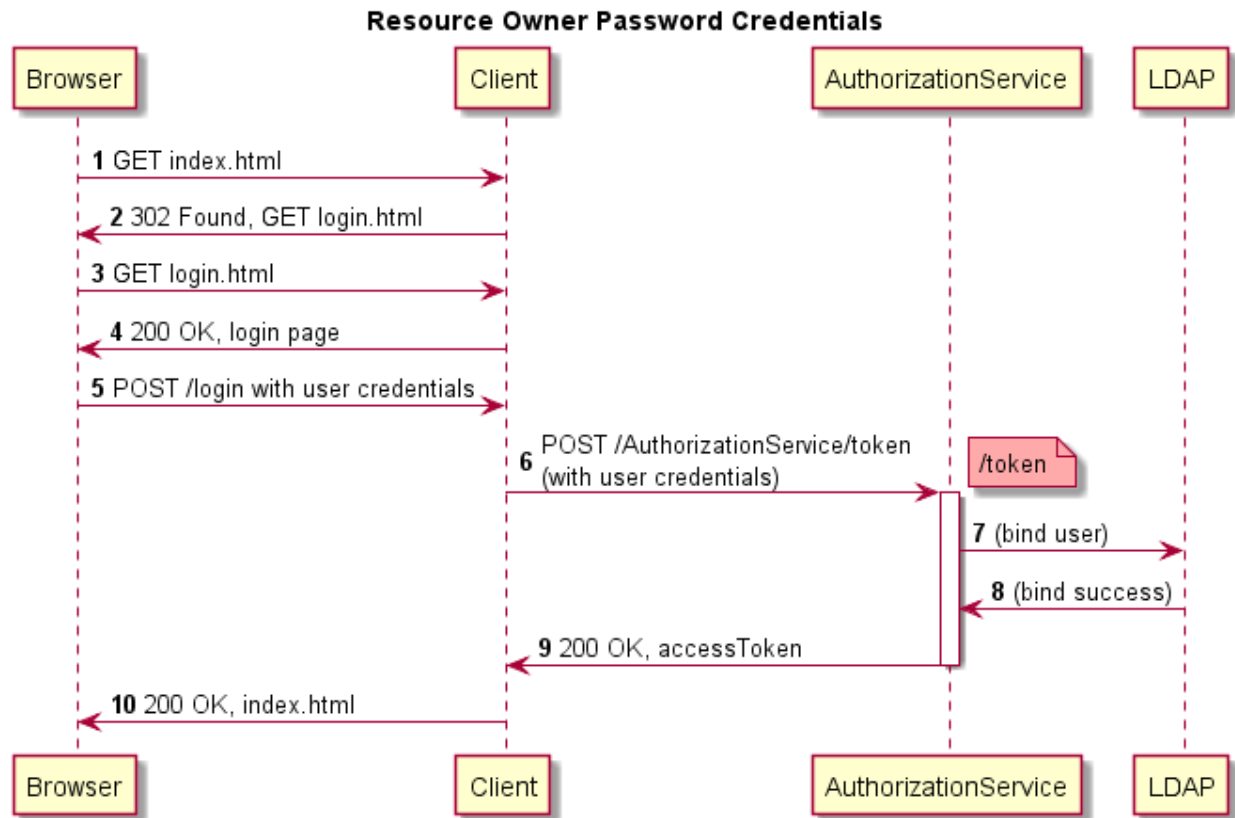 Resource Owner Password Credentials
Browser
Client
AuthorizationService
LDAP
1 GET index.html
2 302 Found, GET login.html
3 GET login.html
4 200 OK, login page
5 POST /login with user credentials
6 POST /AuthorizationService/token
(with user credentials)
/token
7 (bind user)
8 (bind success)
9 200 OK, accessToken
10 200 OK, index.html
Browser
Client
AuthorizationService
LDAP